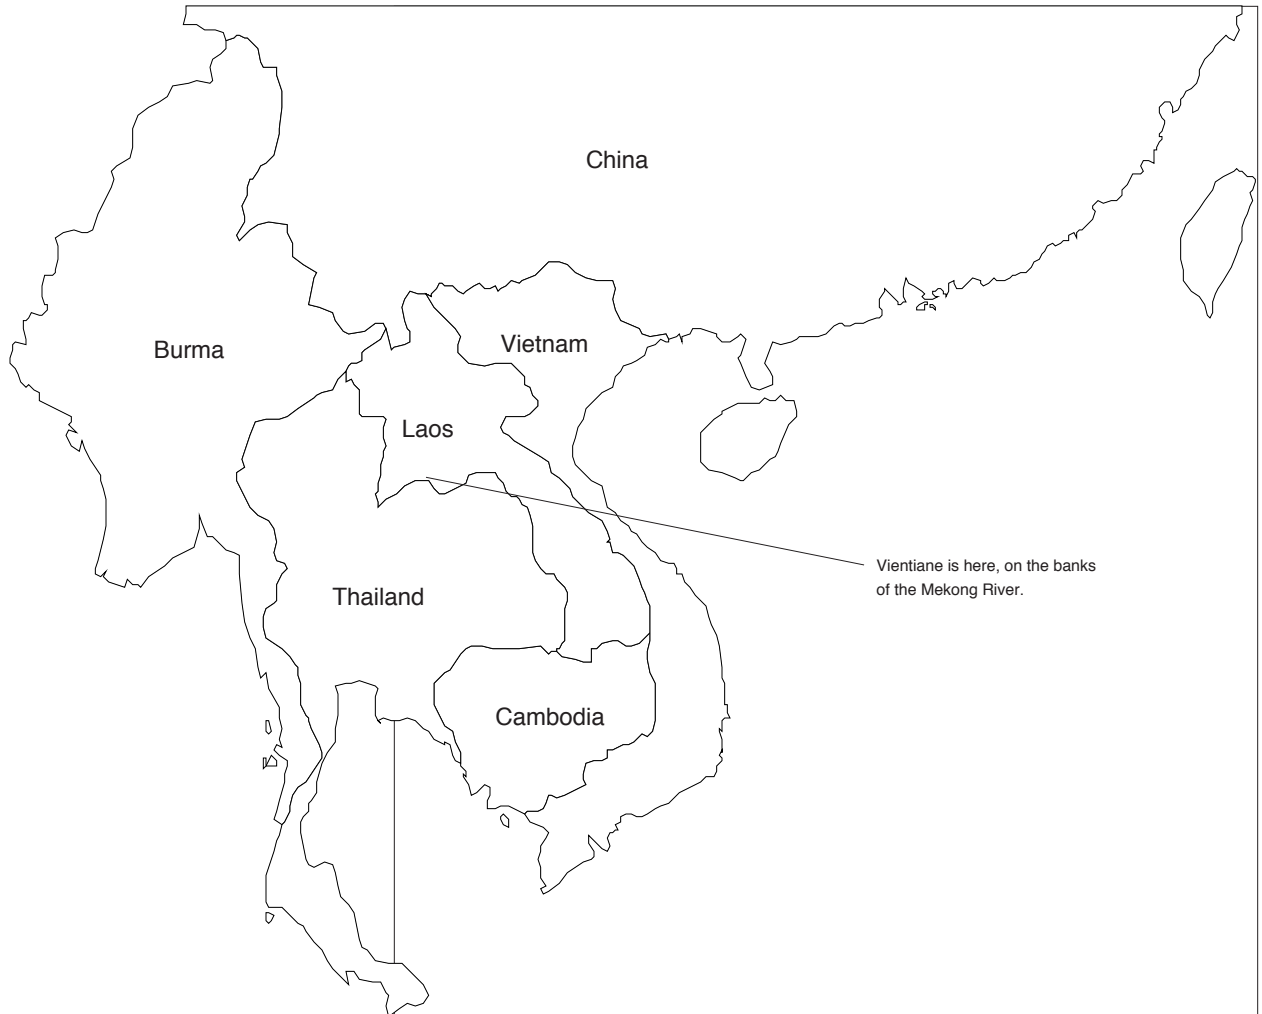 China
Burma
Vietnam
Laos
Vientiane is here, on the banks
of the Mekong River.
Thailand
Cambodia